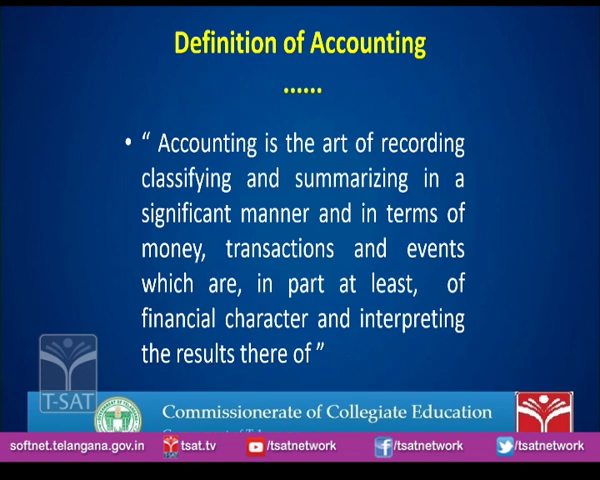 Definition of Accounting
......
• “ Accounting is the art of recording
classifying and summarizing in a
significant manner and in terms of
money, transactions and events
which are, in part at least, of
financial character and interpreting
the results there of ”
T-SAT
Commissionerate of Collegiate Education
softnet.telangana.gov.in
T-SAT
tsat.tv
/tsatnetwork
/tsatnetwork
/tsatnetwork